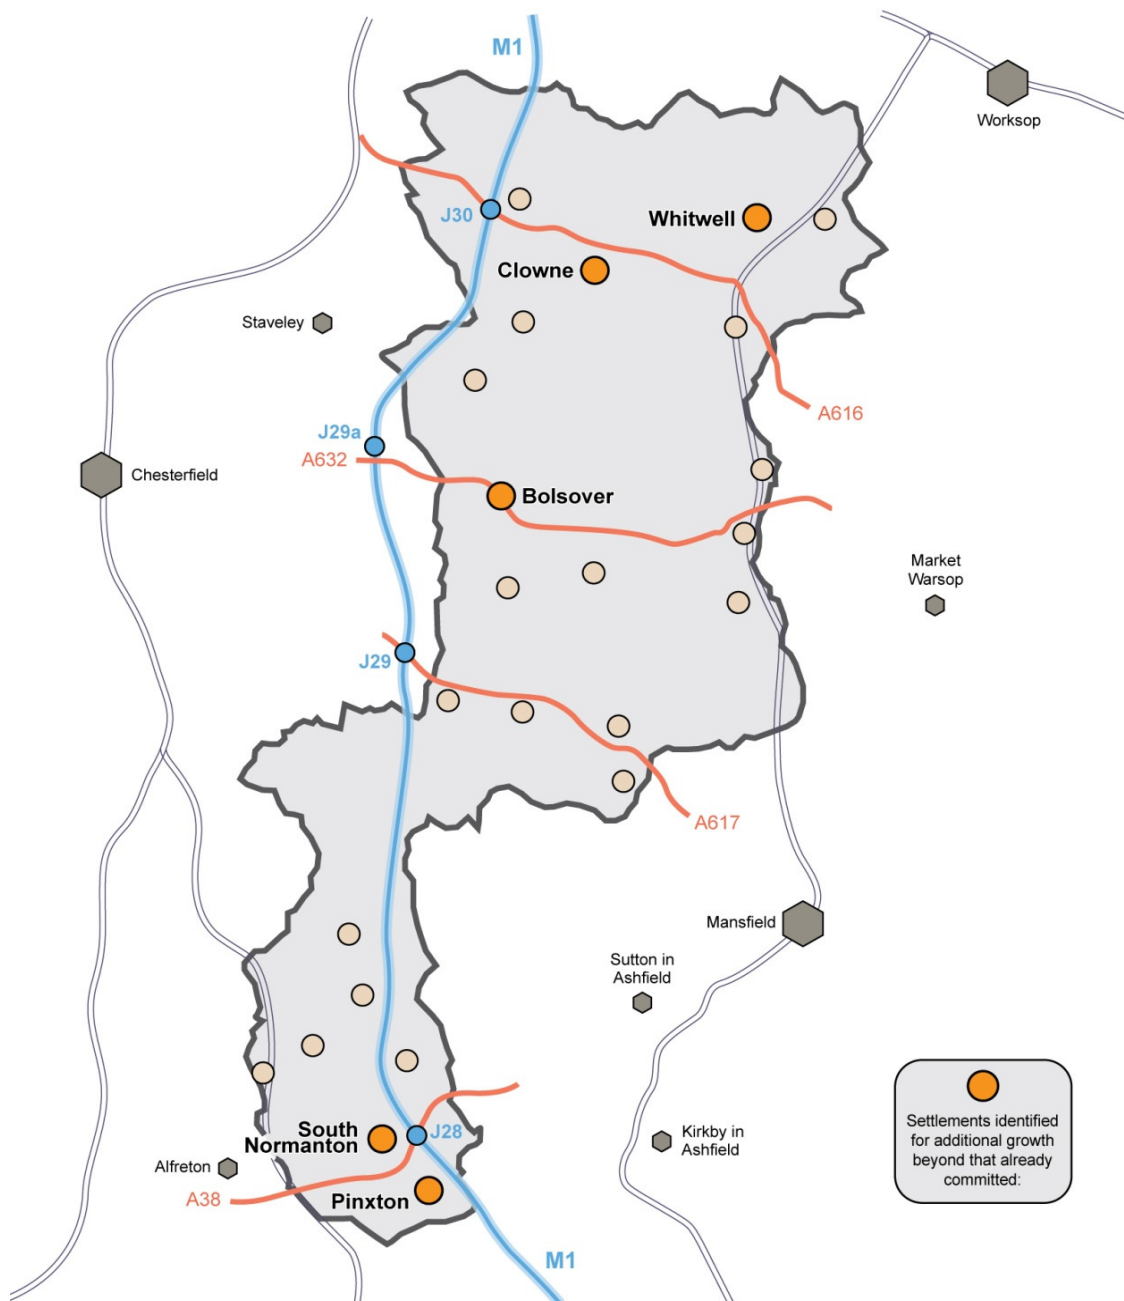 M1
Worksop
J30
Whitwell
Clowne
Staveley
A616
J29a
A632
Chesterfield
Bolsover
Market
Warsop
J29
A617
Mansfield
Sutton in
Ashfield
South
Normanton
J28
Kirkby in
Ashfield
Alfreton
A38
Pinxton
M1
Settlements identified
for additional growth
beyond that already
committed: